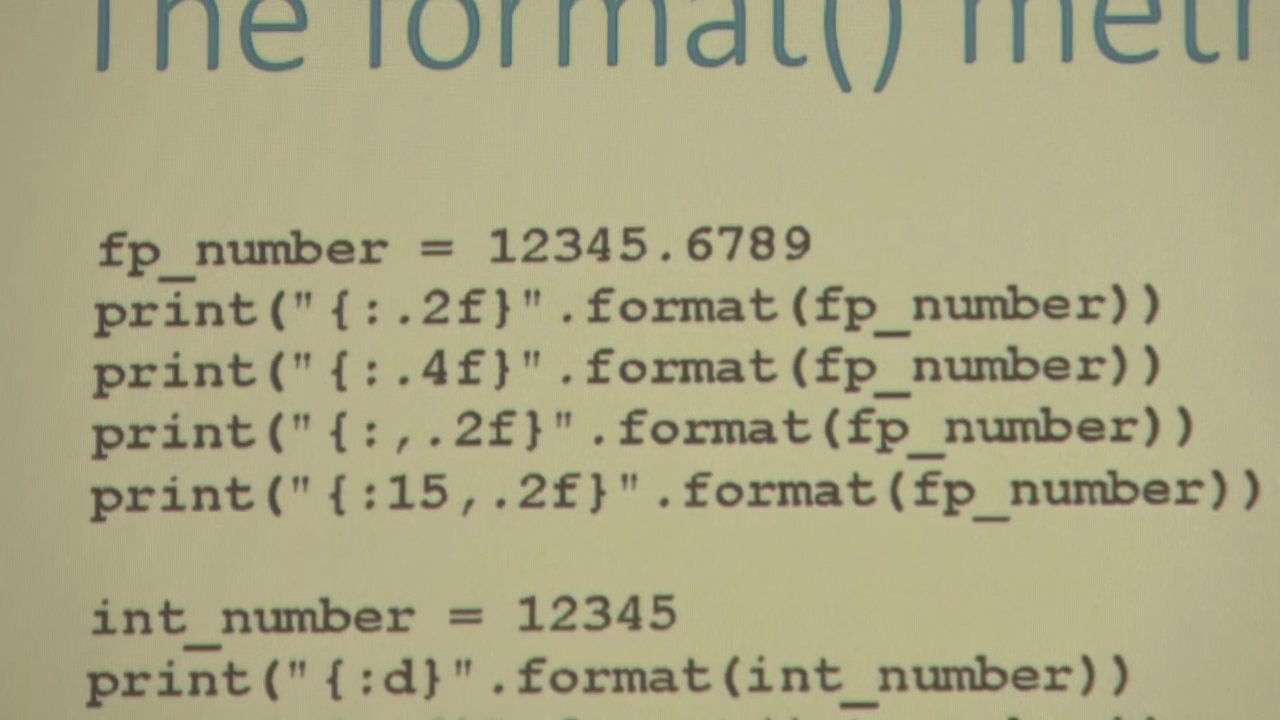 The format() meth
fp_number = 12345.6789
print("{:.2f}".format(fp_number))
print("{:.4f}".format(fp_number))
print("{:,.2f}".format(fp_number))
print("{:15,.2f}".format(fp_number))
int_number = 12345
print("{:d}".format(int_number))